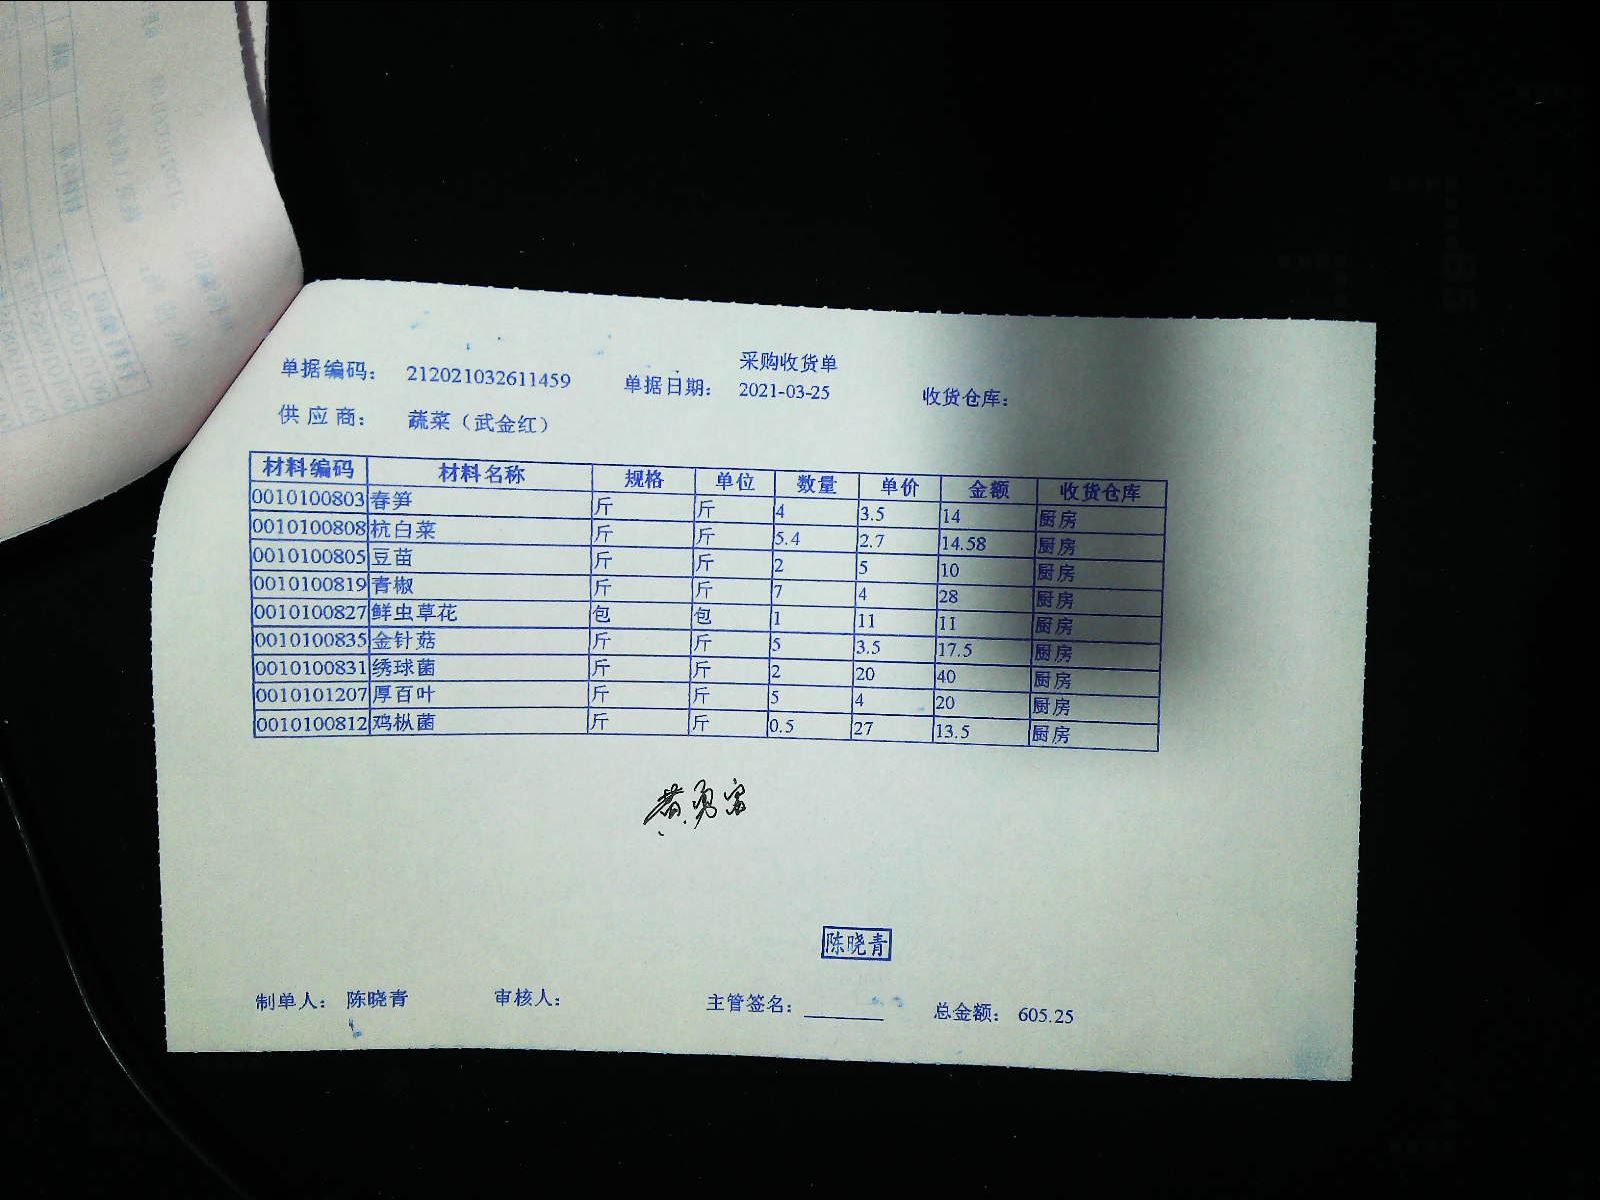 采购收货单
单据编码： 212021032611459 单据日期： 2021-03-25 收货仓库：
供 应 商： 蔬菜（武金红）
材料编码 材料名称 规格 单位 数量 单价 金额 收货仓库
0010100803 春笋 斤 斤 4 3.5 14 厨房
0010100808 杭白菜 斤 斤 5.4 2.7 14.58 厨房
0010100805 豆苗 斤 斤 2 5 10 厨房
0010100819 青椒 斤 斤 7 4 28 厨房
0010100827 鲜虫草花 包 包 1 11 11 厨房
0010100835 金针菇 斤 斤 5 3.5 17.5 厨房
0010100831 绣球菌 斤 斤 2 20 40 厨房
0010101207 厚百叶 斤 斤 5 4 20 厨房
0010100812 鸡枞菌 斤 斤 0.5 27 13.5 厨房
陈晓青
制单人： 陈晓青 审核人： 主管签名： 总金额： 605.25